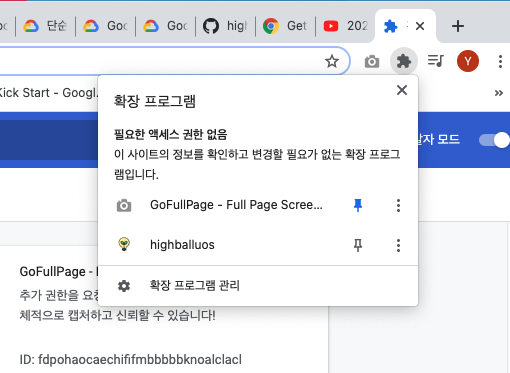 단순
Goo
Goo
high
Get
202
Y
Kick Start - Googl
»
확장 프로그램
필요한 액세스 권한 없음
이 사이트의 정보를 확인하고 변경할 필요가 없는 확장 프로그
램입니다.
GoFullPage - Full Page Scree...
highballuos
확장 프로그램 관리
발자 모드
GoFullPage -
추가 권한을 요청
체적으로 캡처하고 신뢰할 수 있습니다!
ID: fdpohaocaechififmbbbbbknoalclacl